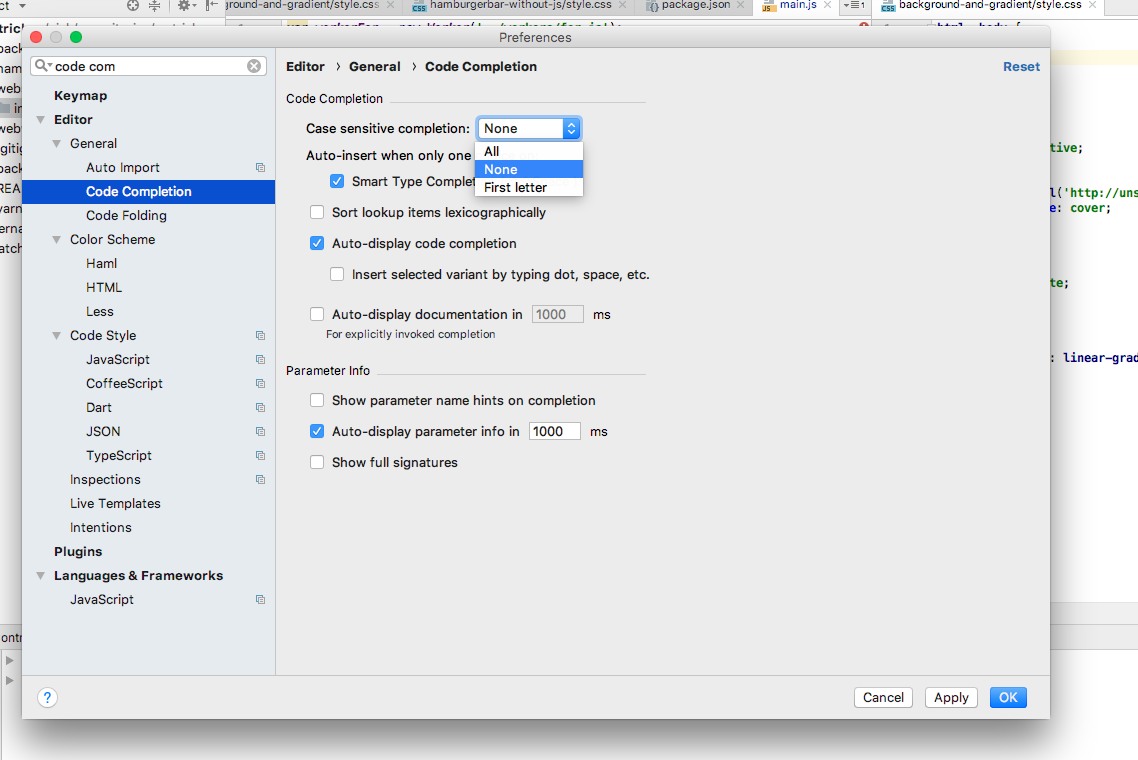 ct
ground-and-gradient/style.css
hamburgerbar-without-js/style.css
package.json
main.js
1
background-and-gradient/style.css
Preferences
code com
Keymap
Editor
General
Auto Import
Code Completion
Code Folding
Color Scheme
Haml
HTML
Less
Code Style
JavaScript
CoffeeScript
Dart
JSON
TypeScript
Inspections
Live Templates
Intentions
Plugins
Languages & Frameworks
JavaScript
Editor › General › Code Completion
Reset
Code Completion
Case sensitive completion: None
All
None
First letter
Auto-insert when only one
Smart Type Complet
Sort lookup items lexicographically
Auto-display code completion
Insert selected variant by typing dot, space, etc.
Auto-display documentation in 1000 ms
For explicitly invoked completion
Parameter Info
Show parameter name hints on completion
Auto-display parameter info in 1000 ms
Show full signatures
?
Cancel
Apply
OK
tive;
l('http://uns
e: cover;
te;
: linear-grad
ontr